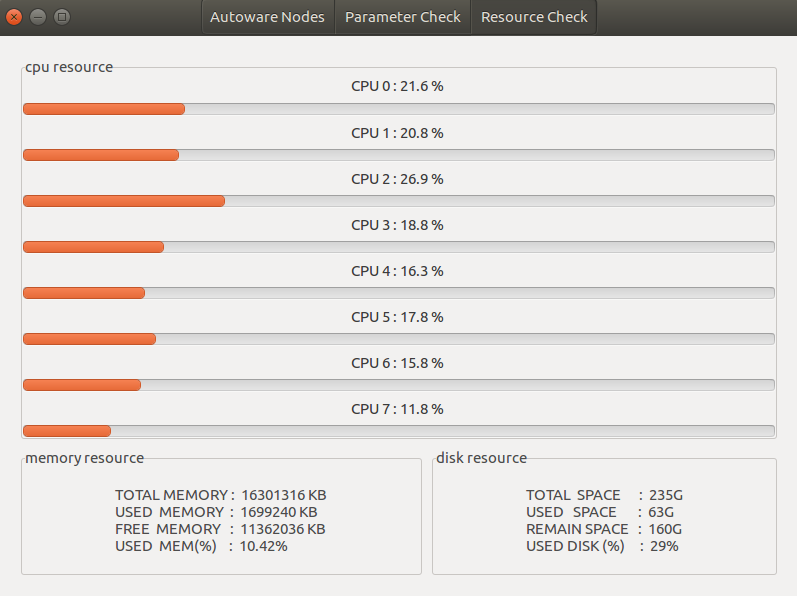 Autoware Nodes Parameter Check Resource Check
cpu resource
CPU 0 : 21.6 %
CPU 1 : 20.8 %
CPU 2 : 26.9 %
CPU 3 : 18.8 %
CPU 4 : 16.3 %
CPU 5 : 17.8 %
CPU 6 : 15.8 %
CPU 7 : 11.8 %
memory resource
TOTAL MEMORY : 16301316 KB
USED MEMORY : 1699240 KB
FREE MEMORY : 11362036 KB
USED MEM(%) : 10.42%
disk resource
TOTAL SPACE : 235G
USED SPACE : 63G
REMAIN SPACE : 160G
USED DISK (%) : 29%